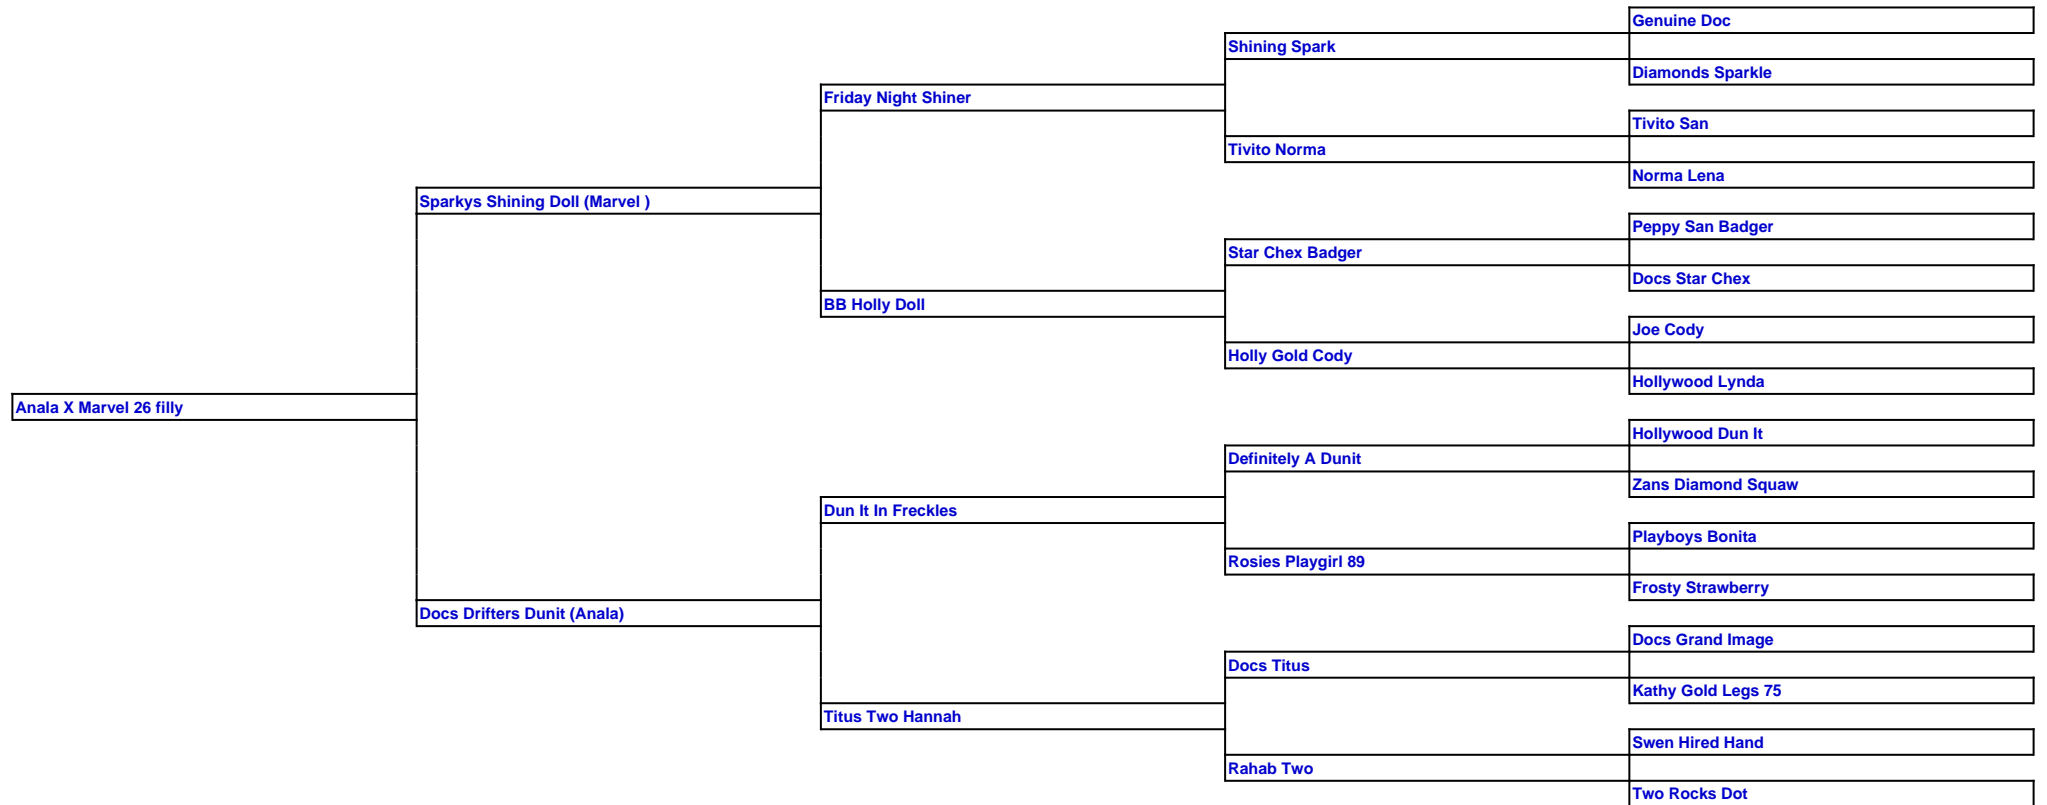 Genuine Doc
Shining Spark
Diamonds Sparkle
Friday Night Shiner
Tivito San
Tivito Norma
Norma Lena
Sparkys Shining Doll (Marvel )
Peppy San Badger
Star Chex Badger
Docs Star Chex
BB Holly Doll
Joe Cody
Holly Gold Cody
Hollywood Lynda
Anala X Marvel 26 filly
Hollywood Dun It
Definitely A Dunit
Zans Diamond Squaw
Dun It In Freckles
Playboys Bonita
Rosies Playgirl 89
Frosty Strawberry
Docs Drifters Dunit (Anala)
Docs Grand Image
Docs Titus
Kathy Gold Legs 75
Titus Two Hannah
Swen Hired Hand
Rahab Two
Two Rocks Dot